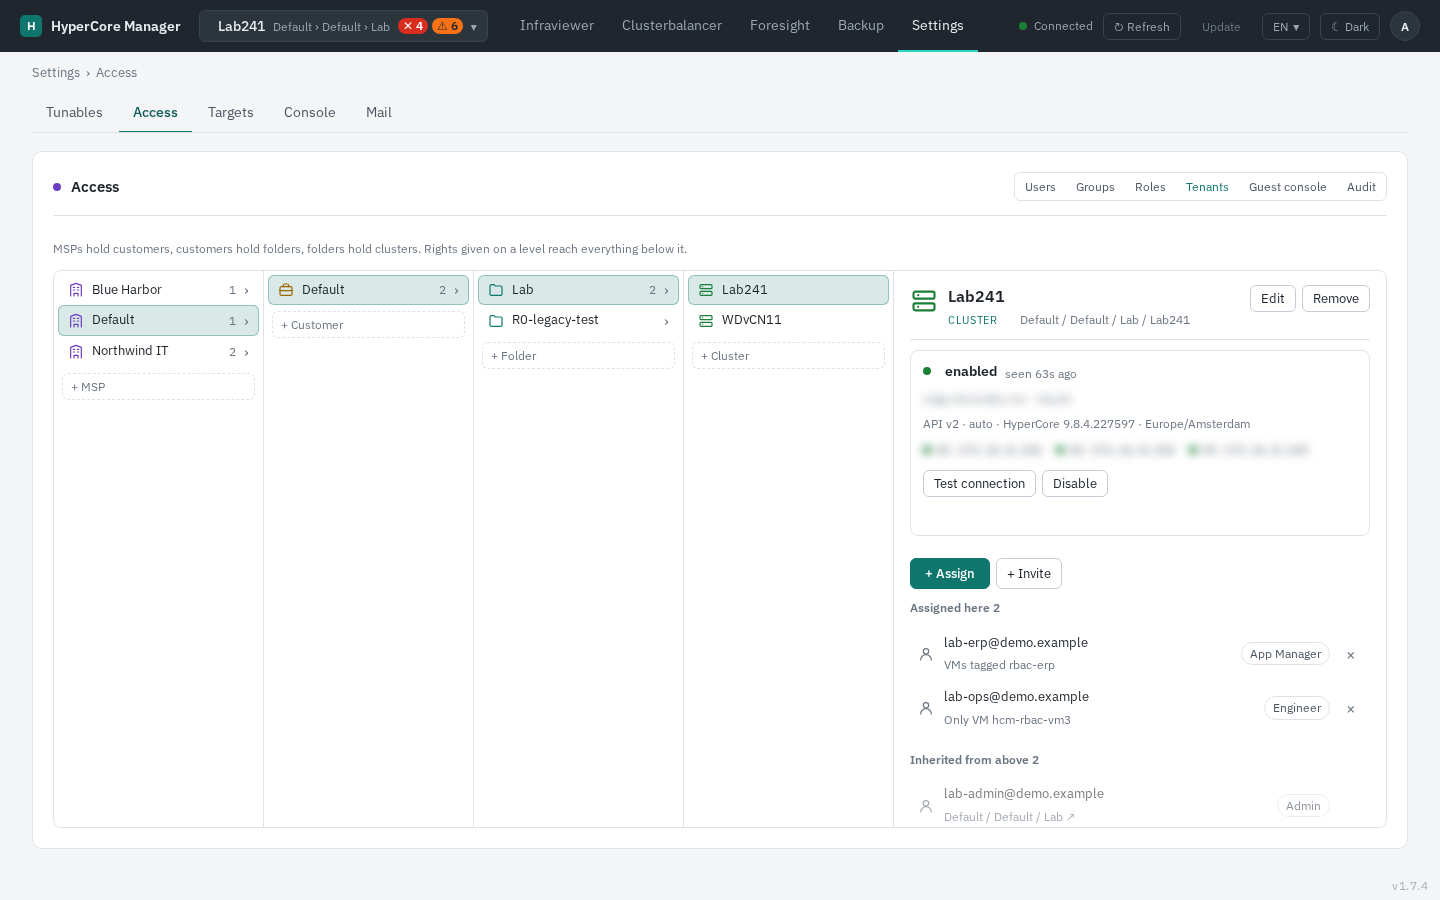 H HyperCore Manager Lab241 Default › Default › Lab ✕ 4 ⚠ 6 ▾ Infraviewer Clusterbalancer Foresight Backup Settings Connected ↻ Refresh Update EN ▾ ☾ Dark A
Settings › Access
Tunables Access Targets Console Mail
Access Users Groups Roles Tenants Guest console Audit
MSPs hold customers, customers hold folders, folders hold clusters. Rights given on a level reach everything below it.
Blue Harbor 1 ›
Default 1 ›
Northwind IT 2 ›
+ MSP
Default 2 ›
+ Customer
Lab 2 ›
R0-legacy-test ›
+ Folder
Lab241
WDvCN11
+ Cluster
Lab241 Edit Remove
CLUSTER Default / Default / Lab / Lab241
enabled seen 63s ago
API v2 · auto · HyperCore 9.8.4.227597 · Europe/Amsterdam
Test connection Disable
+ Assign + Invite
Assigned here 2
lab-erp@demo.example App Manager ×
VMs tagged rbac-erp
lab-ops@demo.example Engineer ×
Only VM hcm-rbac-vm3
Inherited from above 2
lab-admin@demo.example Admin
Default / Default / Lab ↗
v1.7.4